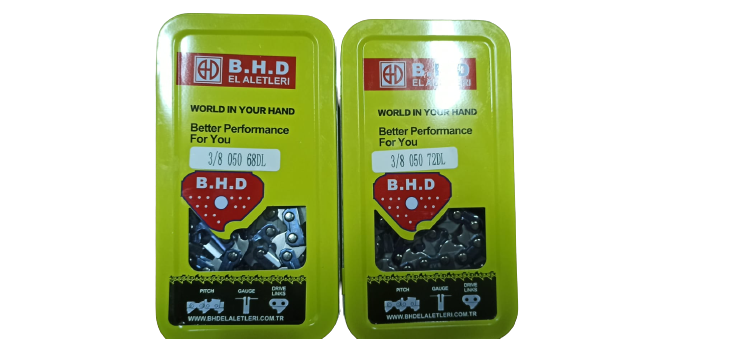 BHD
B.H.D
EL ALETLERI
WORLD IN YOUR HAND
Better Performance
For You
3/8 050 68DL
B.H.D
PITCH
GAUGE
DRIVE
LINKS
WWW.BHDELALETLERI.COM.TR
BHD
B.H.D
EL ALETLERI
WORLD IN YOUR HAND
Better Performance
For You
3/8 050 72DL
B.H.D
PITCH
GAUGE
DRIVE
LINKS
WWW.BHDELALETLERI.COM.TR